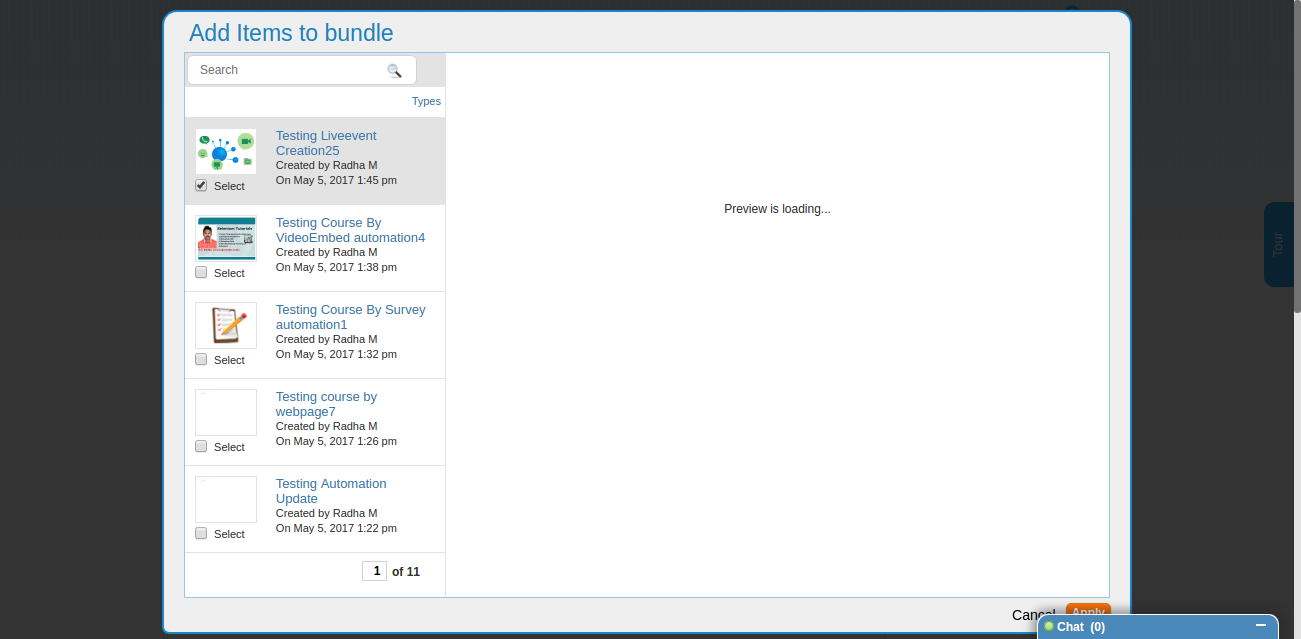 Add Items to bundle
Search
Types
Testing Liveevent
Creation25
Created by Radha M
On May 5, 2017 1:45 pm
Select
Testing Course By
VideoEmbed automation4
Created by Radha M
On May 5, 2017 1:38 pm
Select
Testing Course By Survey
automation1
Created by Radha M
On May 5, 2017 1:32 pm
Select
Testing course by
webpage7
Created by Radha M
On May 5, 2017 1:26 pm
Select
Testing Automation
Update
Created by Radha M
On May 5, 2017 1:22 pm
Select
1 of 11
Preview is loading...
Tour
Cancel Apply
Chat (0)